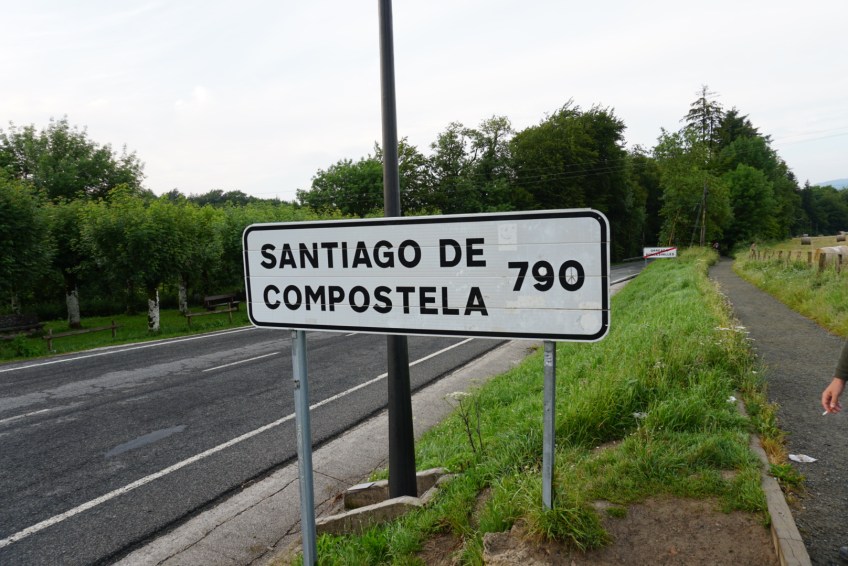 SANTIAGO DE
COMPOSTELA 790